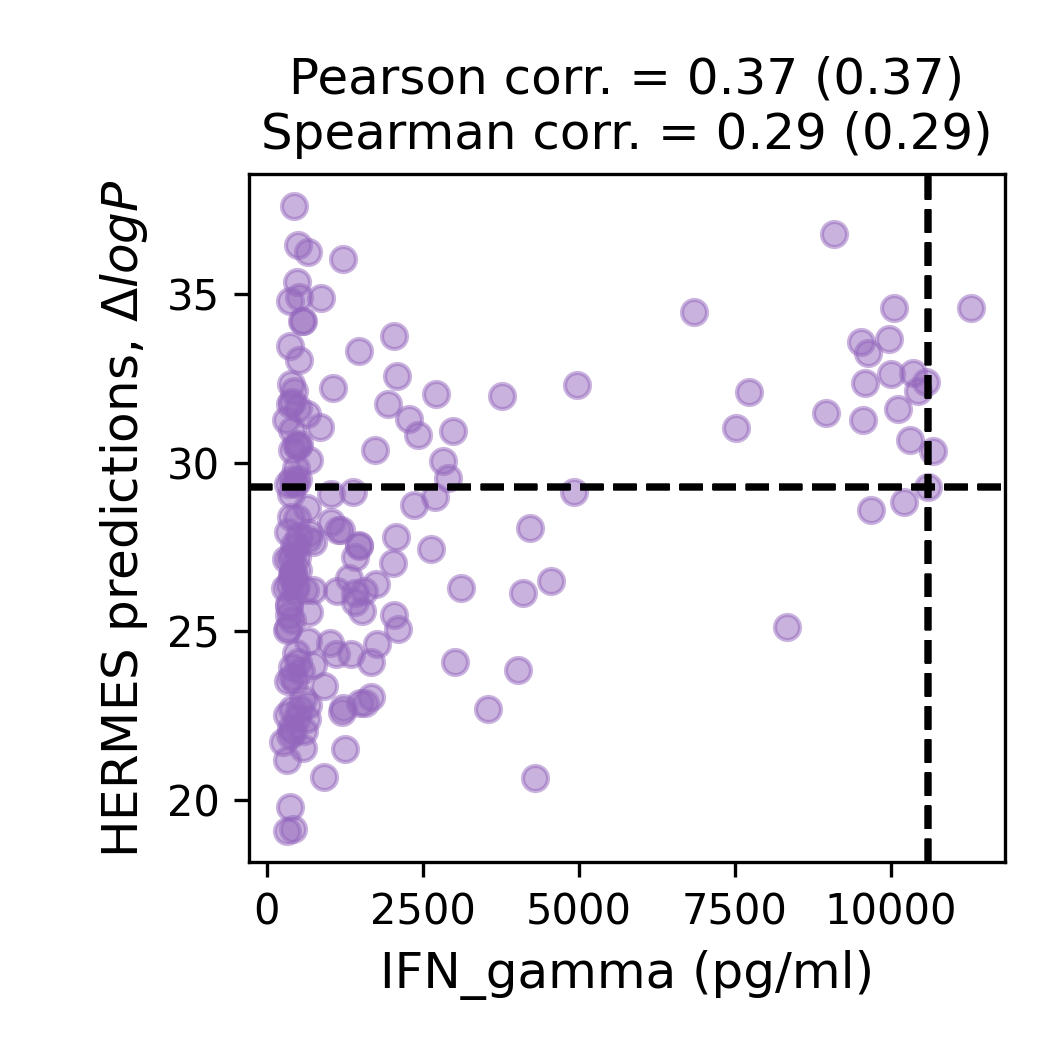 Pearson corr. = 0.37 (0.37)
Spearman corr. = 0.29 (0.29)
HERMES predictions, ΔlogP
35
30
25
20
0 2500 5000 7500 10000
IFN_gamma (pg/ml)